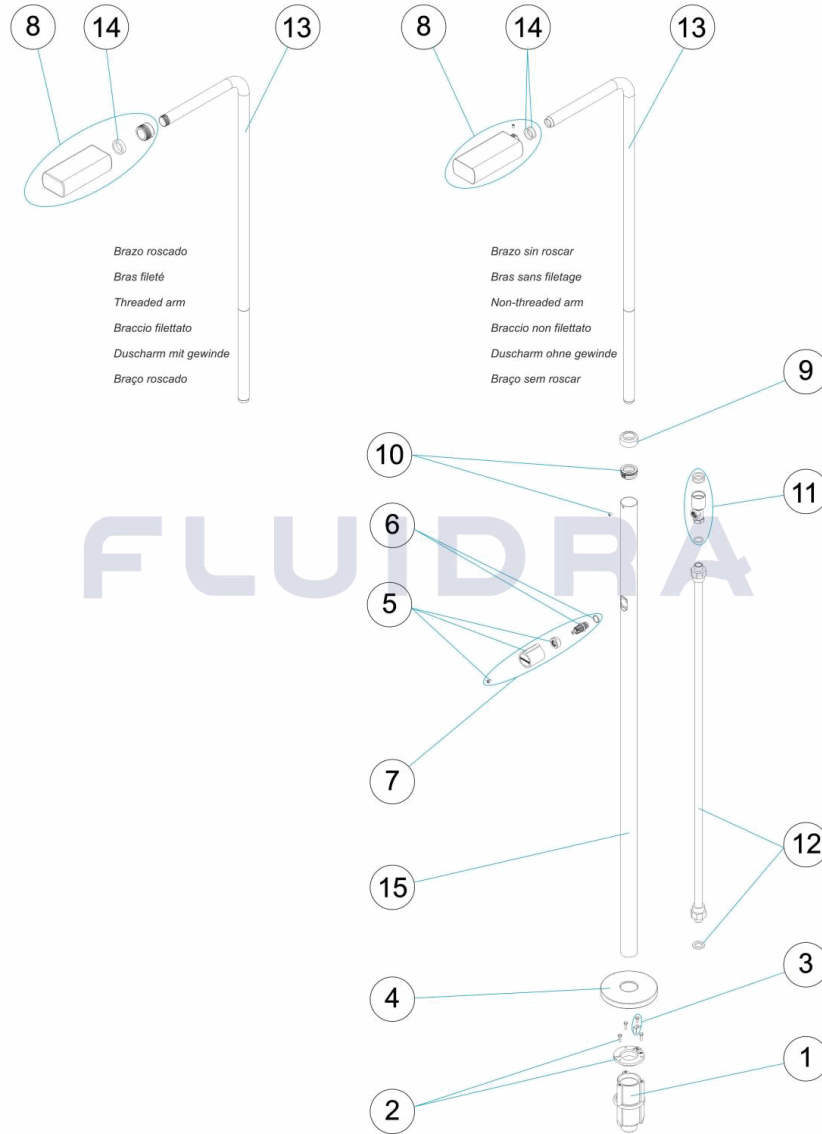 8
14
13
8
14
13
Brazo roscado
Bras fileté
Threaded arm
Braccio filettato
Duscharm mit gewinde
Braço roscado
Brazo sin roscar
Bras sans filetage
Non-threaded arm
Braccio non filettato
Duscharm ohne gewinde
Braço sem roscar
9
10
11
6
FLUIDRA
5
7
12
15
3
4
1
2